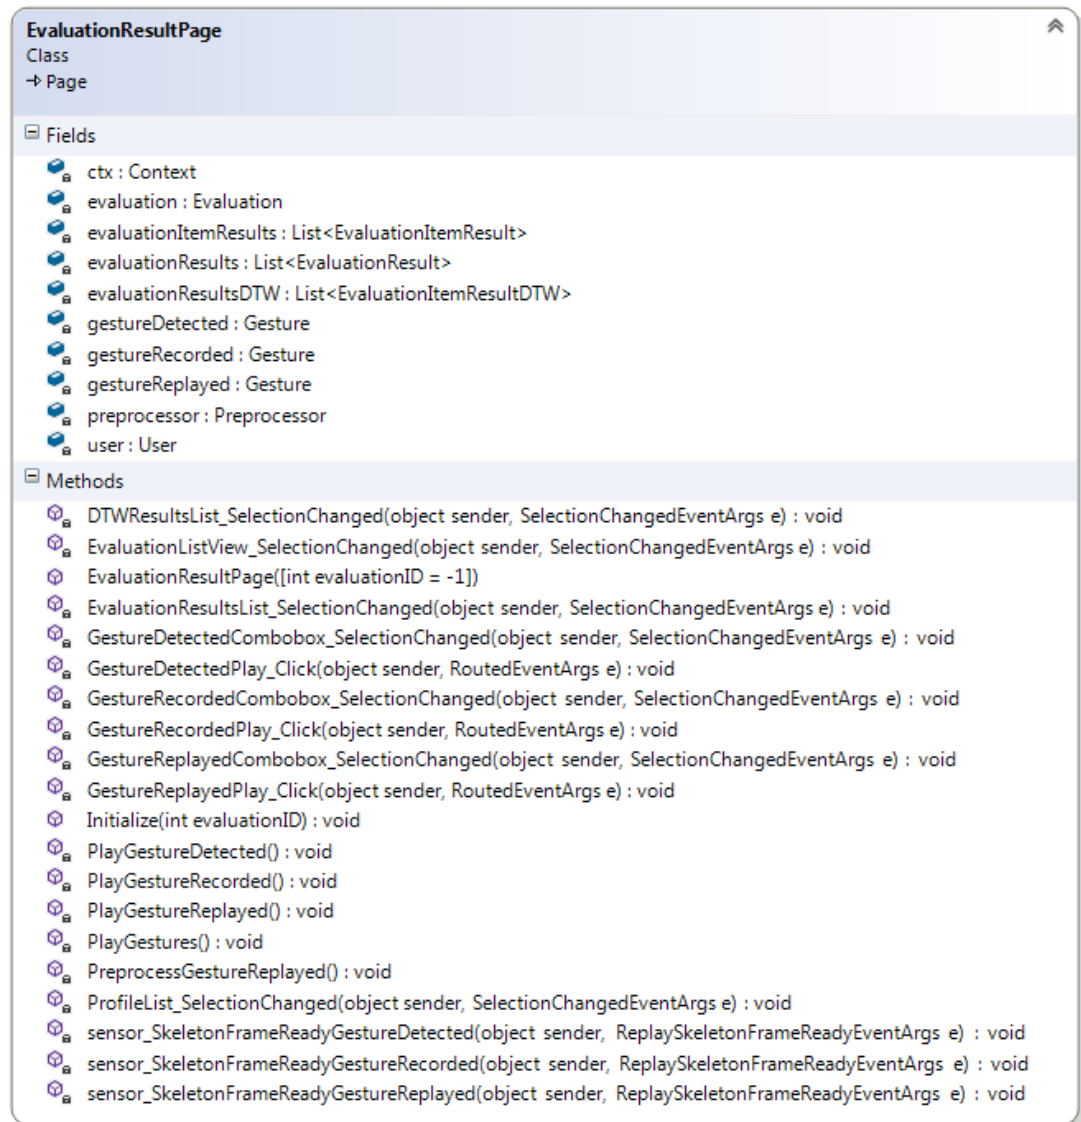 EvaluationResultPage
Class
Page
Fields
ctx : Context
evaluation : Evaluation
evaluationItemResults : List<EvaluationItemResult>
evaluationResults : List<EvaluationResult>
evaluationResultsDTW : List<EvaluationItemResultDTW>
gestureDetected : Gesture
gestureRecorded : Gesture
gestureReplayed : Gesture
preprocessor : Preprocessor
user : User
Methods
DTWResultsList_SelectionChanged(object sender, SelectionChangedEventArgs e) : void
EvaluationListView_SelectionChanged(object sender, SelectionChangedEventArgs e) : void
EvaluationResultPage([int evaluationID = -1])
EvaluationResultsList_SelectionChanged(object sender, SelectionChangedEventArgs e) : void
GestureDetectedCombobox_SelectionChanged(object sender, SelectionChangedEventArgs e) : void
GestureDetectedPlay_Click(object sender, RoutedEventArgs e) : void
GestureRecordedCombobox_SelectionChanged(object sender, SelectionChangedEventArgs e) : void
GestureRecordedPlay_Click(object sender, RoutedEventArgs e) : void
GestureReplayedCombobox_SelectionChanged(object sender, SelectionChangedEventArgs e) : void
GestureReplayedPlay_Click(object sender, RoutedEventArgs e) : void
Initialize(int evaluationID) : void
PlayGestureDetected() : void
PlayGestureRecorded() : void
PlayGestureReplayed() : void
PlayGestures() : void
PreprocessGestureReplayed() : void
ProfileList_SelectionChanged(object sender, SelectionChangedEventArgs e) : void
sensor_SkeletonFrameReadyGestureDetected(object sender, ReplaySkeletonFrameReadyEventArgs e) : void
sensor_SkeletonFrameReadyGestureRecorded(object sender, ReplaySkeletonFrameReadyEventArgs e) : void
sensor_SkeletonFrameReadyGestureReplayed(object sender, ReplaySkeletonFrameReadyEventArgs e) : void